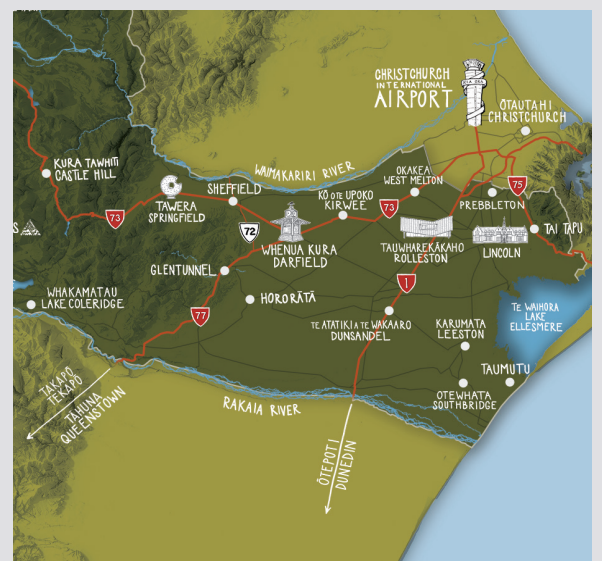 CHRISTCHURCH
INTERNATIONAL
AIRPORT
ŌTAUTAHI
CHRISTCHURCH
KURA TAWHITI
CASTLE HILL
WAIMAKARIRI RIVER
OKAKEA
WEST MELTON
73
TAWERA
SPRINGFIELD
SHEFFIELD
KŌ OTE UPOKO
KIRWEE
73
75
PREBBLETON
S
72
WHENUA KURA
DARFIELD
TAUWHAREKĀKAHO
ROLLESTON
LINCOLN
TAI TAPU
GLENTUNNEL
1
WHAKAMATAU
LAKE COLERIDGE
HORORĀTĀ
77
TE ATATIKI A TE WAKAARO
DUNSANDEL
KARUMATA
LEESTON
TE WAIHORA
LAKE
ELLESMERE
TAUMUTU
OTEWHATA
SOUTHBRIDGE
TAKAPO
TEKAPO
TAHUNA
QUEENSTOWN
RAKAIA RIVER
ŌTEPOTI
DUNEDIN